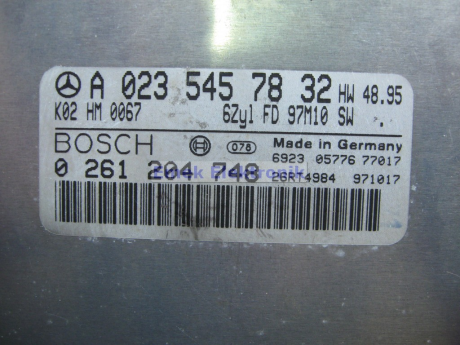 A 023 545 78 32 HW 48.95
K02 HM 0067 6Zyl FD 97M10 SW .
BOSCH 076 Made in Germany
6923 05776 77017
0 261 204 748
26RT4984 971017